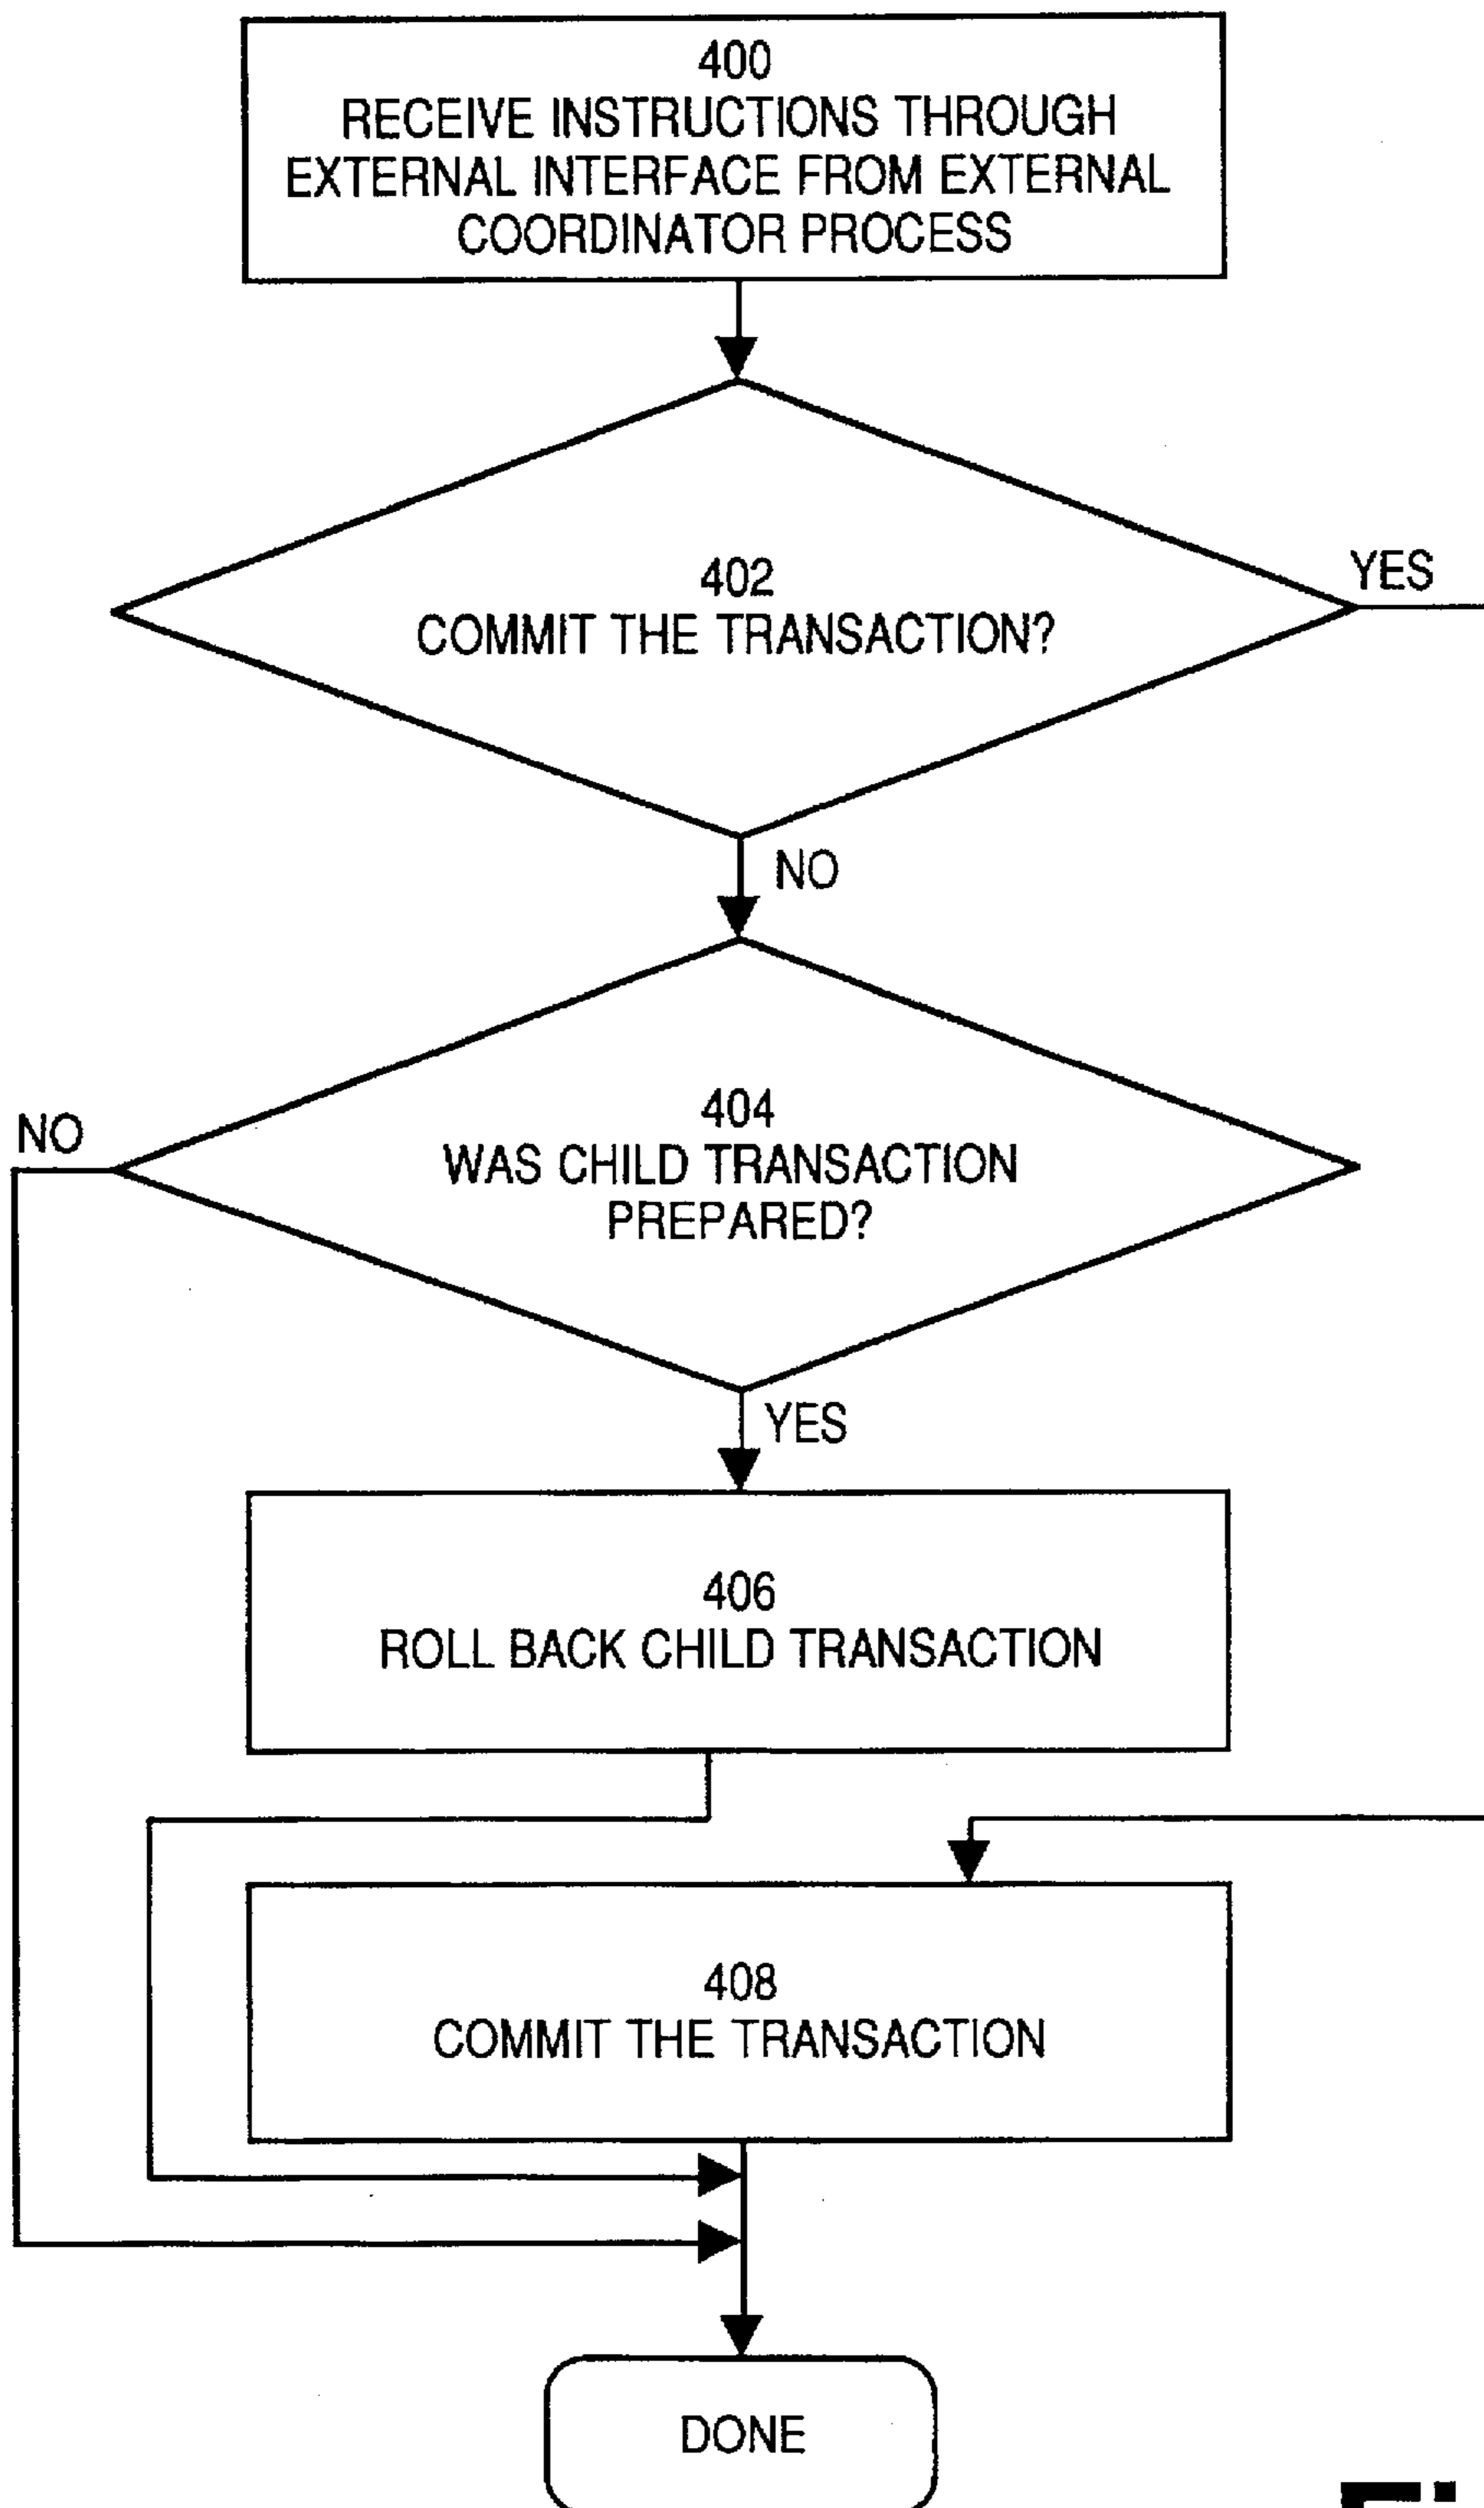 400
RECEIVE INSTRUCTIONS THROUGH
EXTERNAL INTERFACE FROM EXTERNAL
COORDINATOR PROCESS
402
COMMIT THE TRANSACTION?
YES
NO
404
WAS CHILD TRANSACTION
PREPARED?
NO
YES
406
ROLL BACK CHILD TRANSACTION
408
COMMIT THE TRANSACTION
DONE